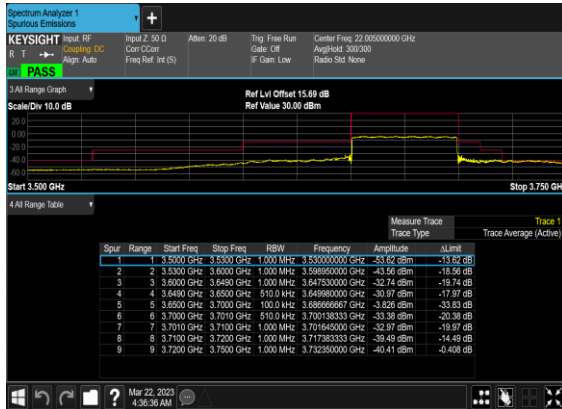 Spectrum Analyzer 1
Spurious Emissions
+
KEYSIGHT Input: RF Input Z: 50 Ω Atten: 20 dB Trig: Free Run Center Freq: 22.005000000 GHz
R T Coupling: DC Corr CCorr Gate: Off Avg|Hold: 300/300
Align: Auto Freq Ref: Int (S) IF Gain: Low Radio Std: None
PASS
3 All Range Graph Ref Lvl Offset 15.69 dB
Scale/Div 10.0 dB Ref Value 30.00 dBm
20.0
0.00
-20.0
-40.0
-60.0
Start 3.500 GHz Stop 3.750 GH
4 All Range Table
Measure Trace Trace 1
Trace Type Trace Average (Active)
Spur Range Start Freq Stop Freq RBW Frequency Amplitude ΔLimit
1 1 3.5000 GHz 3.5300 GHz 1.000 MHz 3.530000000 GHz -53.62 dBm -13.62 dB
2 2 3.5300 GHz 3.6000 GHz 1.000 MHz 3.598950000 GHz -43.56 dBm -18.56 dB
3 3 3.6000 GHz 3.6490 GHz 1.000 MHz 3.647530000 GHz -32.74 dBm -19.74 dB
4 4 3.6490 GHz 3.6500 GHz 510.0 kHz 3.649980000 GHz -30.97 dBm -17.97 dB
5 5 3.6500 GHz 3.7000 GHz 100.0 kHz 3.686666667 GHz -3.826 dBm -33.83 dB
6 6 3.7000 GHz 3.7010 GHz 510.0 kHz 3.700138333 GHz -33.38 dBm -20.38 dB
7 7 3.7010 GHz 3.7100 GHz 1.000 MHz 3.701645000 GHz -32.97 dBm -19.97 dB
8 8 3.7100 GHz 3.7200 GHz 1.000 MHz 3.717383333 GHz -39.49 dBm -14.49 dB
9 9 3.7200 GHz 3.7500 GHz 1.000 MHz 3.732350000 GHz -40.41 dBm -0.408 dB
? Mar 22, 2023
4:36:36 AM